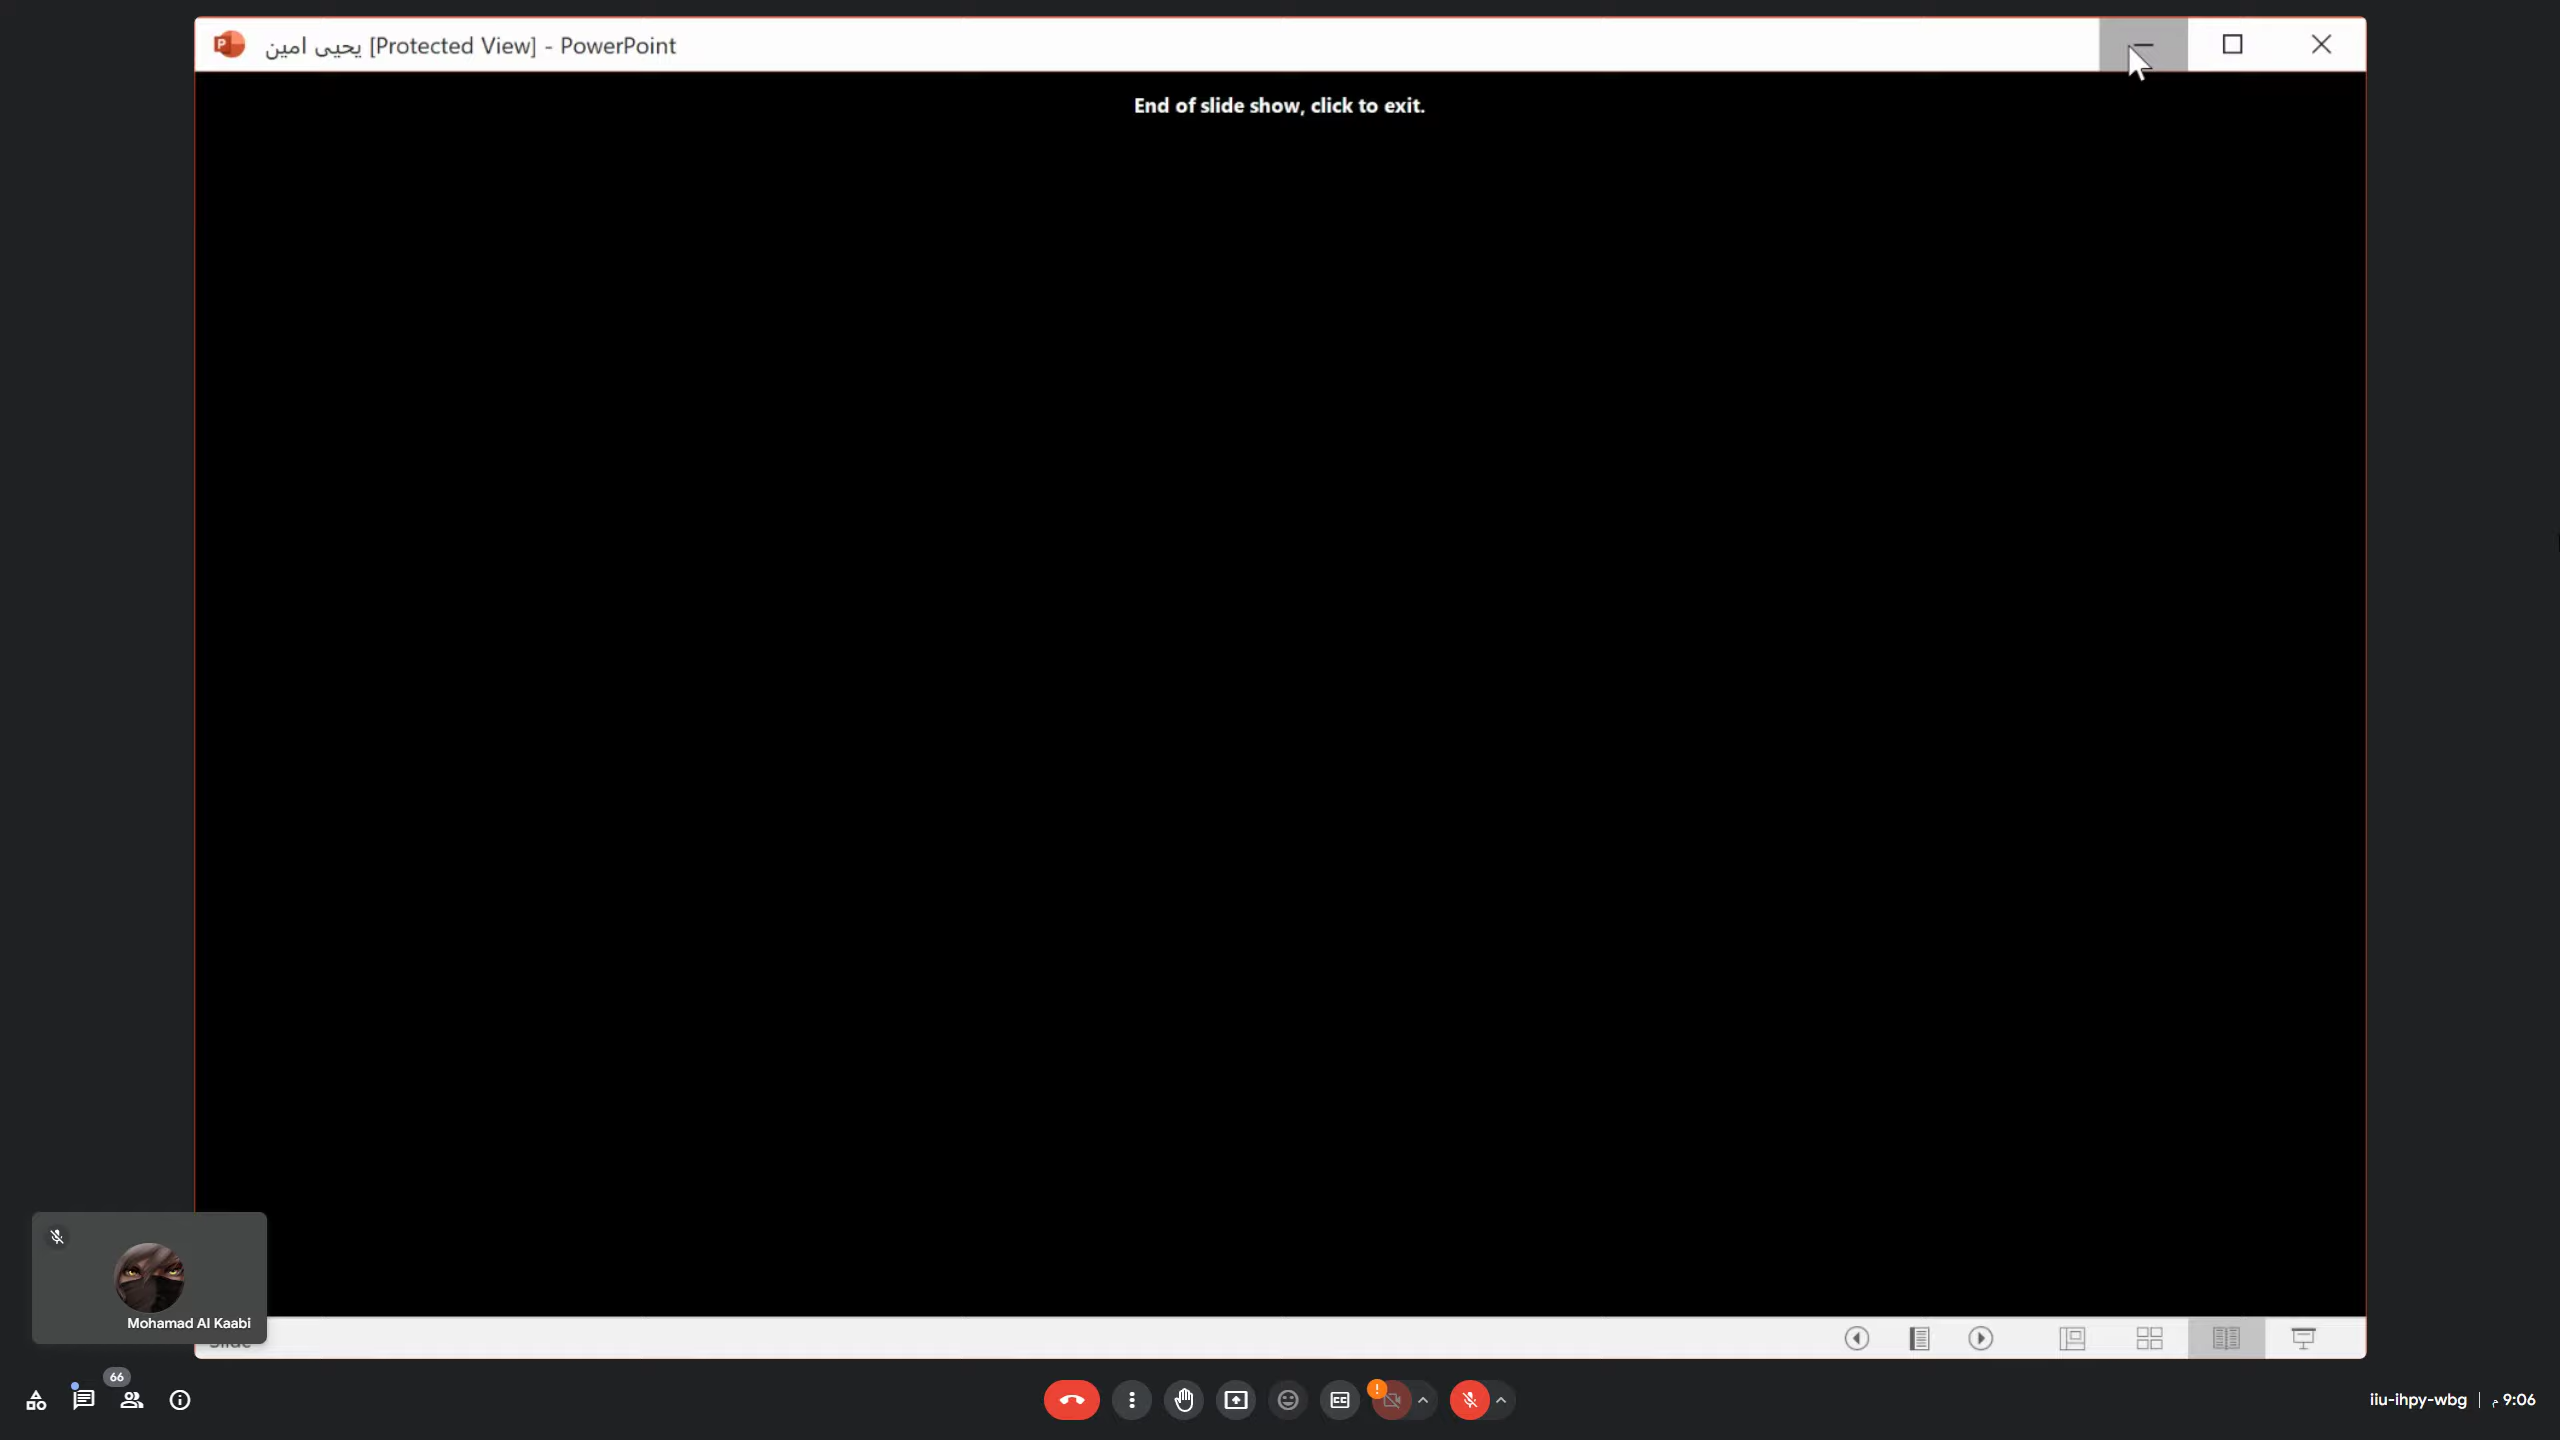 يحيى امين [Protected View] - PowerPoint
End of slide show, click to exit.
Mohamad Al Kaabi
Slide
66
iiu-ihpy-wbg | 9:06 م